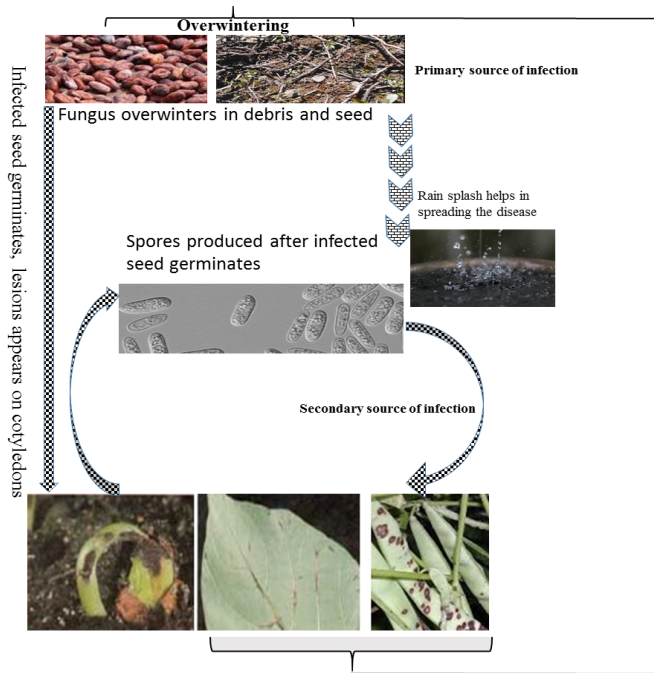 Overwintering
Primary source of infection
Fungus overwinters in debris and seed
Infected seed germinates, lesions appears on cotyledons
Rain splash helps in
spreading the disease
Spores produced after infected
seed germinates
Secondary source of infection